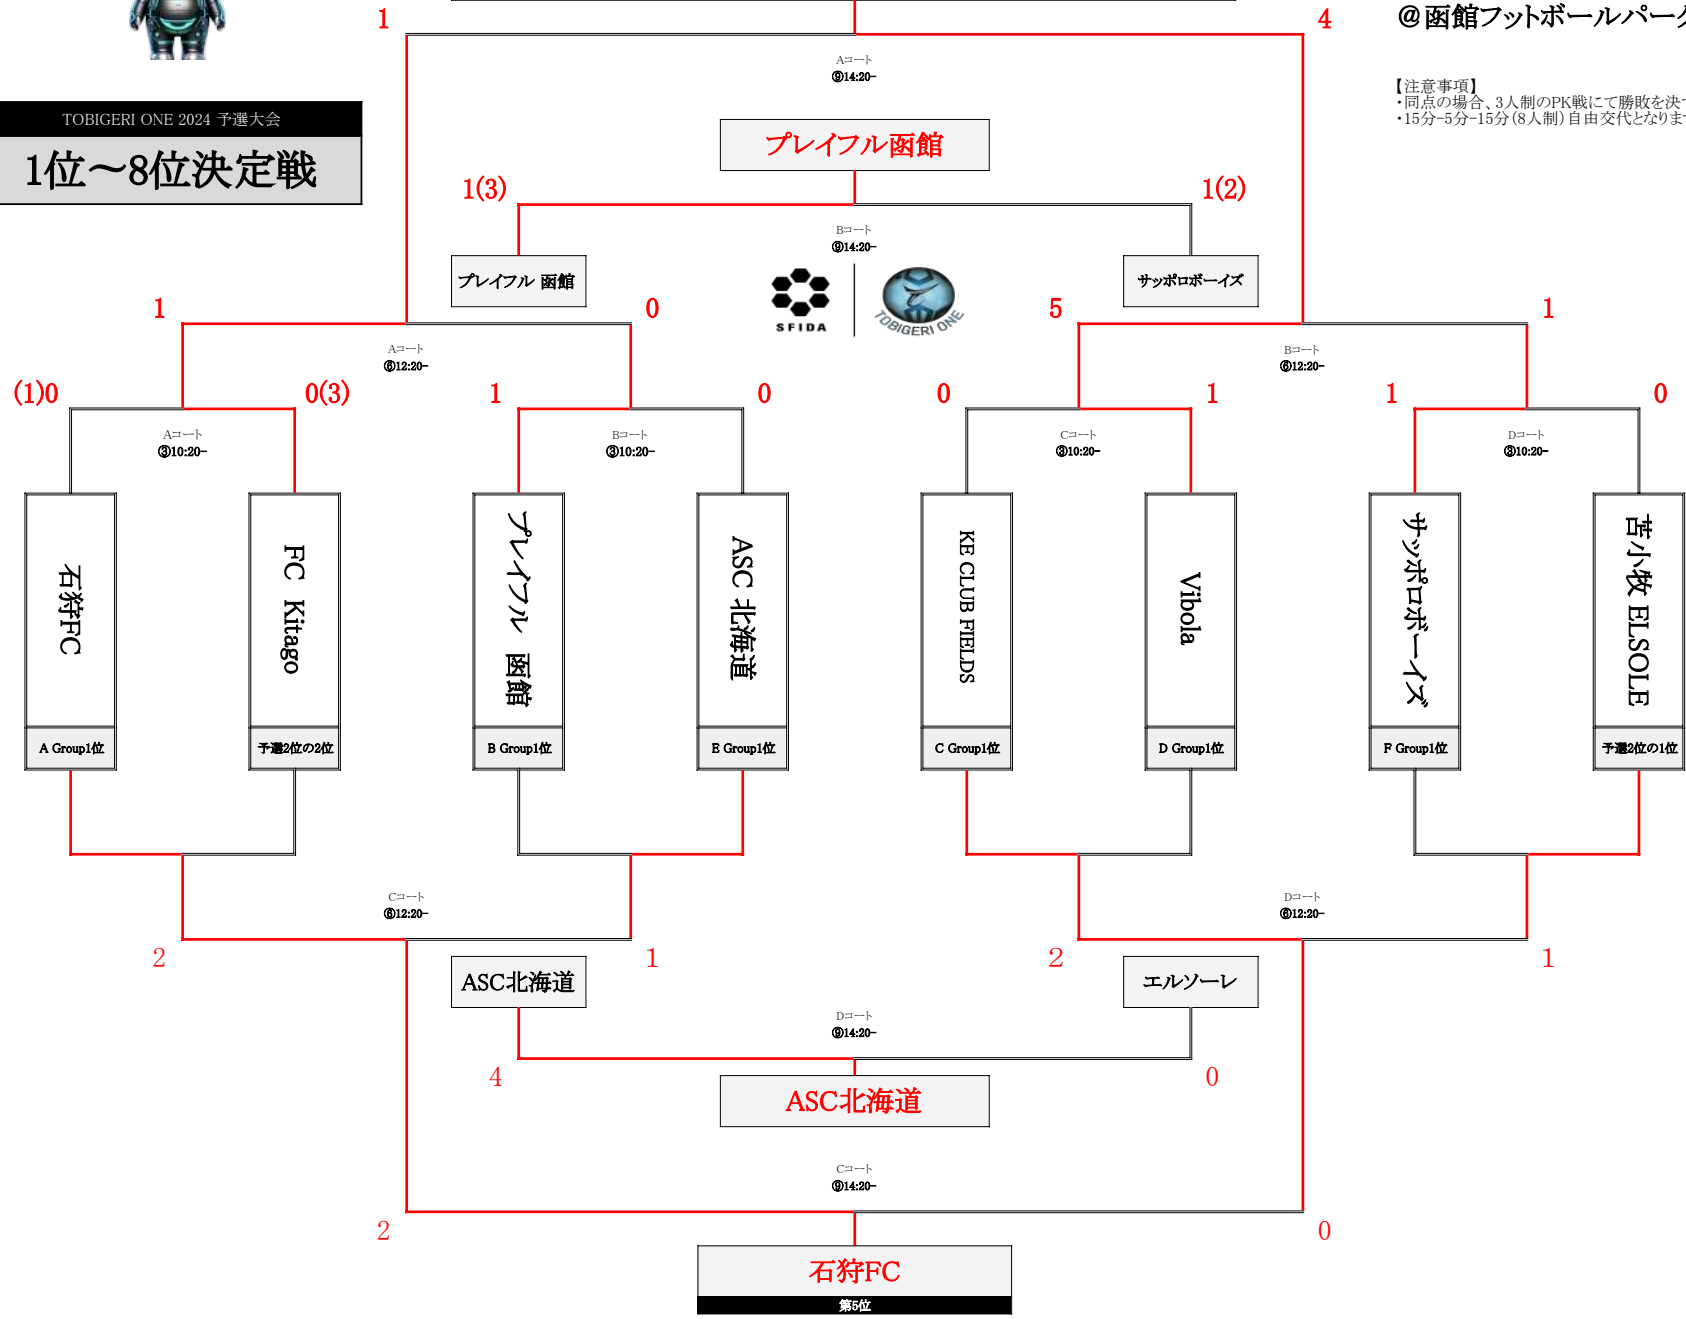 1
4
@函館フットボールパーク
Aコート
⑨14:20-
【注意事項】
・同点の場合、3人制のPK戦にて勝敗を決
・15分-5分-15分(8人制)自由交代となりま
TOBIGERI ONE 2024 予選大会
1位～8位決定戦
プレイフル函館
1(3)
1(2)
Bコート
⑨14:20-
プレイフル 函館
サッポロボーイズ
SFIDA
TOBIGERI ONE
1
0
5
1
Aコート
⑥12:20-
Bコート
⑥12:20-
(1)0
0(3)
1
0
0
1
1
0
Aコート
③10:20-
Bコート
③10:20-
Cコート
③10:20-
Dコート
③10:20-
石狩FC
FC Kitago
プレイフル 函館
ASC 北海道
KE CLUB FIELDS
Vibola
サッポロボーイズ
苫小牧 ELSOLE
A Group1位
予選2位の2位
B Group1位
E Group1位
C Group1位
D Group1位
F Group1位
予選2位の1位
Cコート
⑥12:20-
Dコート
⑥12:20-
2
1
2
1
ASC北海道
エルソーレ
Dコート
⑨14:20-
4
0
ASC北海道
Cコート
⑨14:20-
2
0
石狩FC
第5位